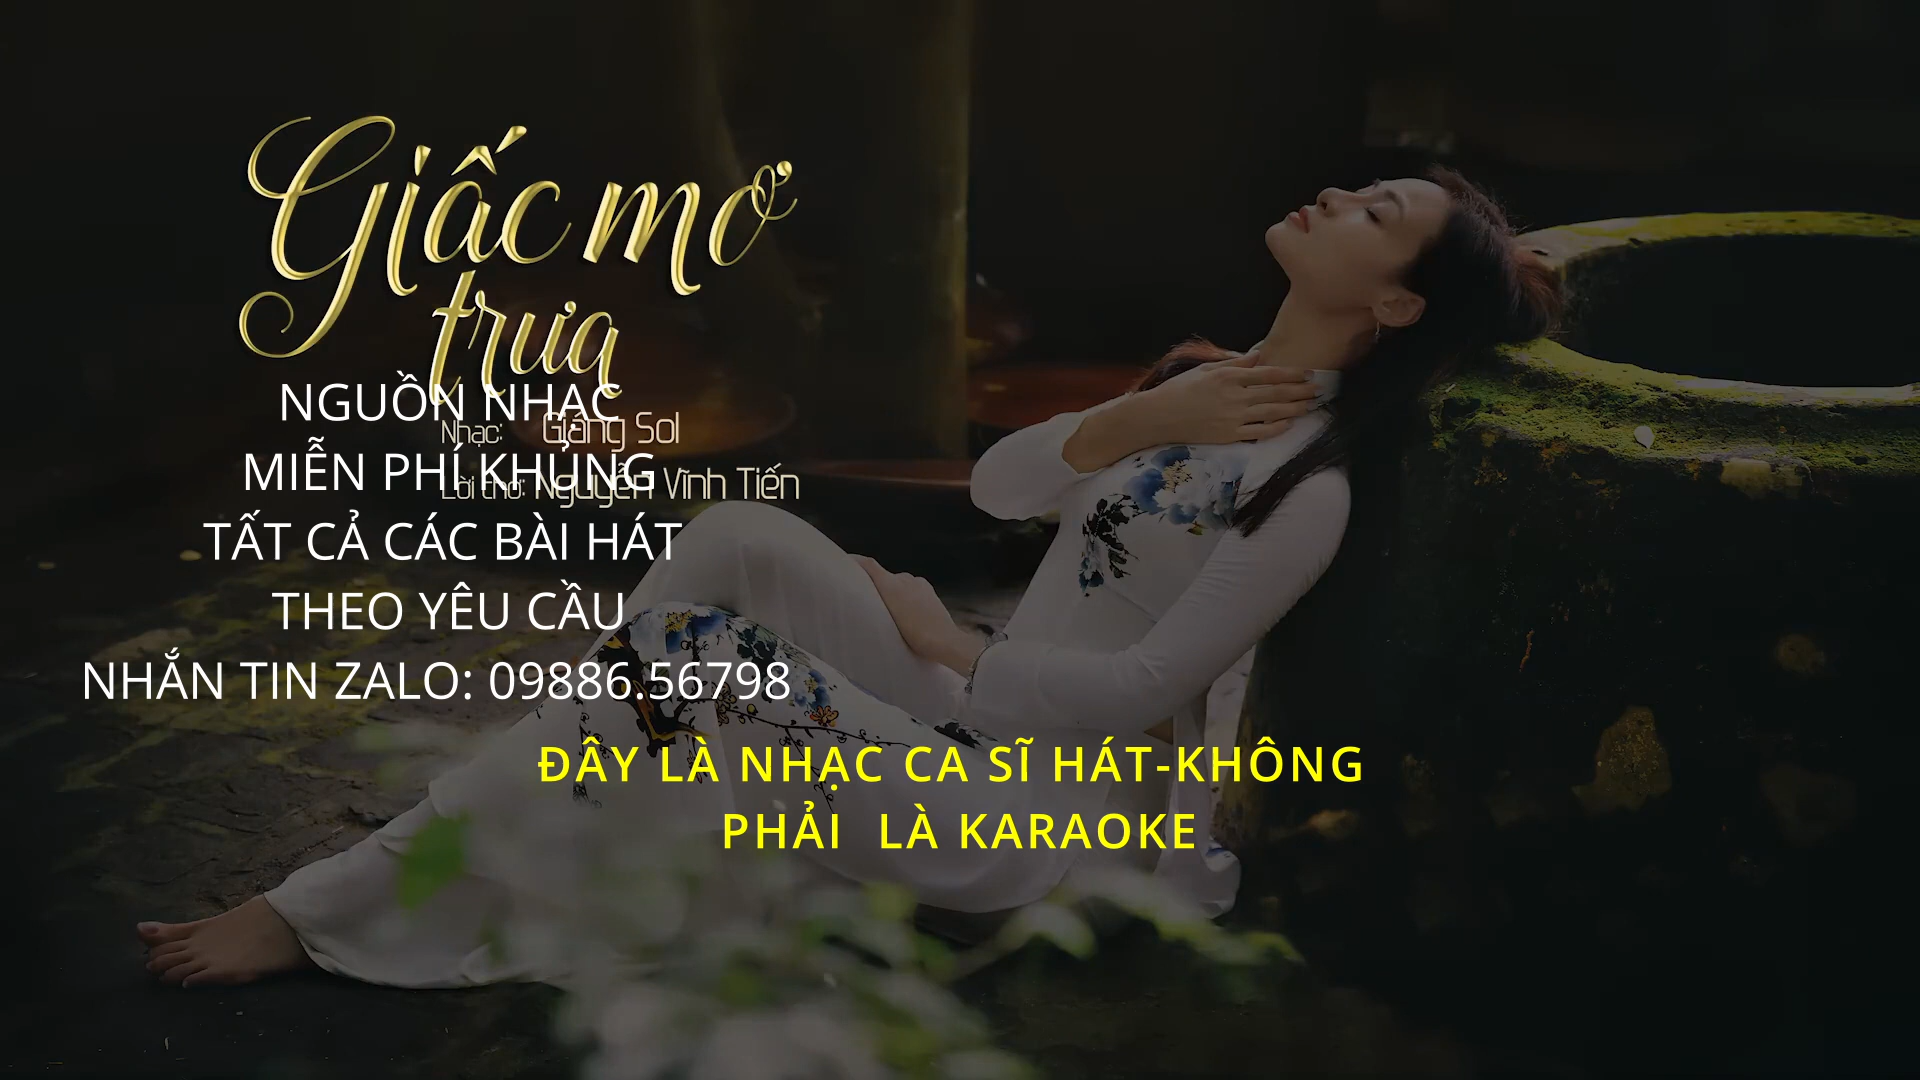 Giấc mơ
trưa
NGUỒN NHẠC
Nhạc: Giáng Sol
MIỄN PHÍ KHỦNG
Lời thơ: Nguyễn Vĩnh Tiến
TẤT CẢ CÁC BÀI HÁT
THEO YÊU CẦU
NHẮN TIN ZALO: 09886.56798
ĐÂY LÀ NHẠC CA SĨ HÁT-KHÔNG
PHẢI LÀ KARAOKE